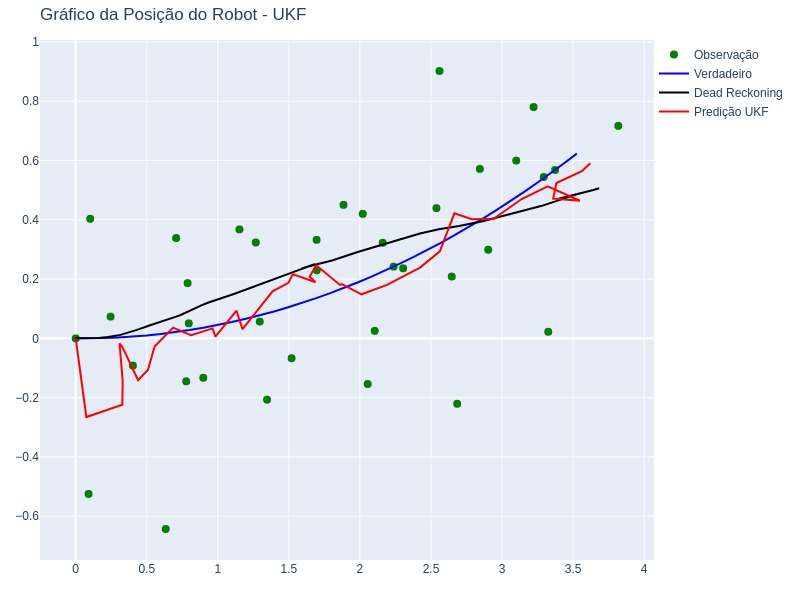 Gráfico da Posição do Robot - UKF
1
0.8
0.6
0.4
0.2
0
−0.2
−0.4
−0.6
0 0.5 1 1.5 2 2.5 3 3.5 4
Observação
Verdadeiro
Dead Reckoning
Predição UKF